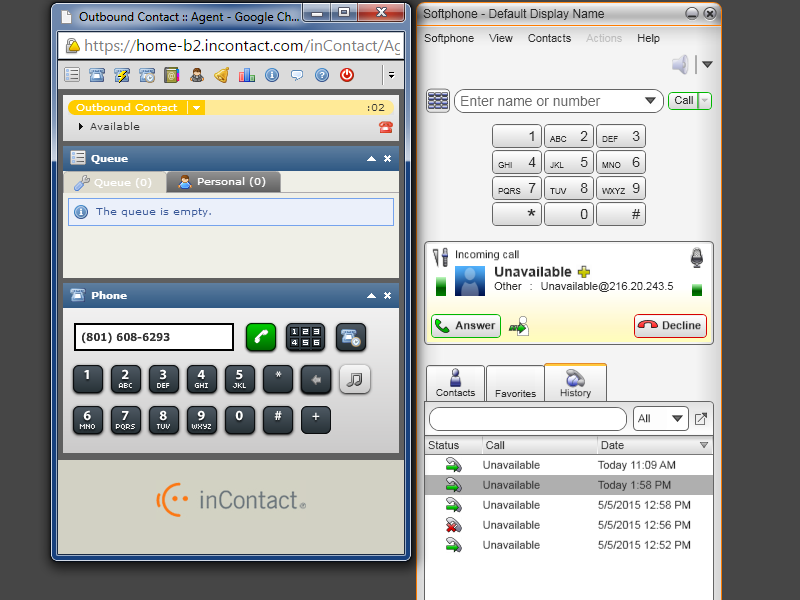 Outbound Contact :: Agent - Google Ch...
https://home-b2.incontact.com/inContact/Ag
Outbound Contact
:02
Available
Queue
Queue (0)
Personal (0)
The queue is empty.
Phone
(801) 608-6293
1 2 3
4 5 6
1
2 ABC
3 DEF
4 GHI
5 JKL
*
6 MNO
7 PQRS
8 TUV
9 WXYZ
0
#
+
inContact®
Softphone - Default Display Name
Softphone View Contacts Actions Help
Enter name or number
Call
1 ABC 2 DEF 3
GHI 4 JKL 5 MNO 6
PQRS 7 TUV 8 WXYZ 9
* 0 #
Incoming call
Unavailable
Other : Unavailable@216.20.243.5
Answer
Decline
Contacts
Favorites
History
All
Status Call Date
Unavailable Today 11:09 AM
Unavailable Today 1:58 PM
Unavailable 5/5/2015 12:58 PM
Unavailable 5/5/2015 12:56 PM
Unavailable 5/5/2015 12:52 PM